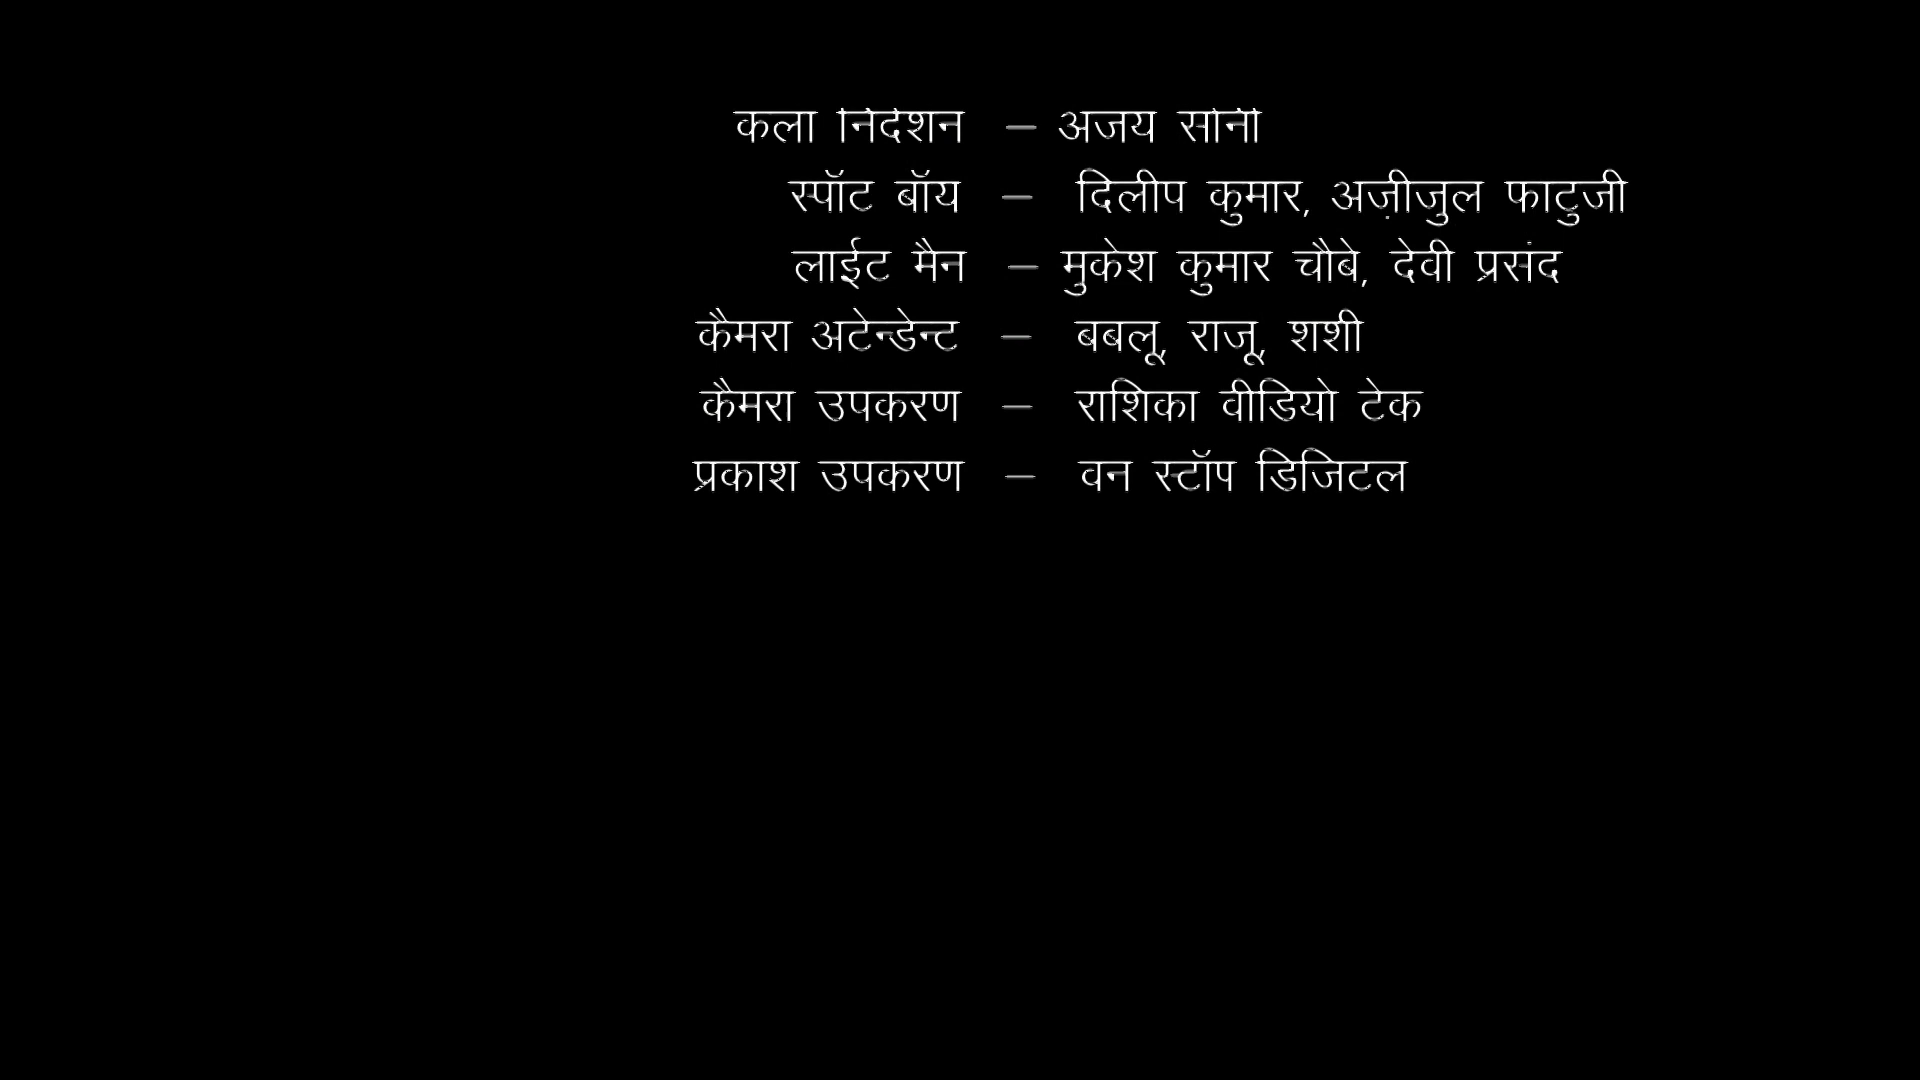 कला निर्देशन – अजय सोनी
स्पॉट बॉय – दिलीप कुमार, अज़ीजुल फाटुजी
लाईट मैन – मुकेश कुमार चौबे, देवी प्रसंद
कैमरा अटेन्डेन्ट – बबलू, राजू, शशी
कैमरा उपकरण – राशिका वीडियो टेक
प्रकाश उपकरण – वन स्टॉप डिजिटल